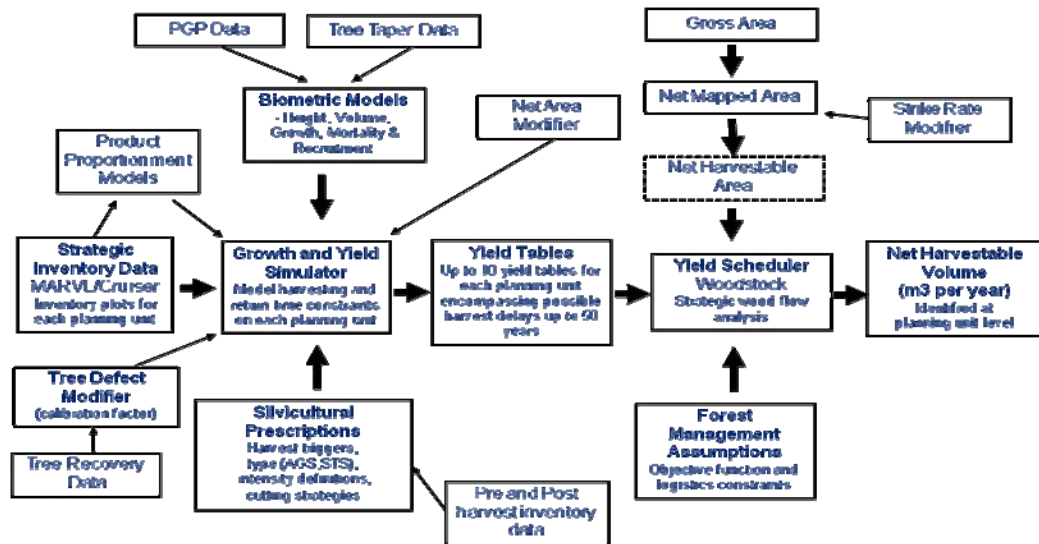 PGP Data
Tree Taper Data
Gross Area
Biometric Models
- Height, Volume,
Growth, Mortality &
Recruitment
Net Area
Modifier
Net Mapped Area
Strike Rate
Modifier
Product
Proportionment
Models
Net Harvestable
Area
Strategic
Inventory Data
MARVL/Cruiser
Inventory plots for
each planning unit
Growth and Yield
Simulator
Model harvesting and
return time constraints
on each planning unit
Yield Tables
Up to 10 yield tables for
each planning unit
encompassing possible
harvest delays up to 50
years
Yield Scheduler
Woodstock
Strategic wood flow
analysis
Net Harvestable
Volume
(m3 per year)
Identified at
planning unit level
Tree Defect
Modifier
(calibration factor)
Tree Recovery
Data
Silvicultural
Prescriptions
Harvest triggers,
type (AGS,STS),
intensity definitions,
cutting strategies
Pre and Post
harvest inventory
data
Forest
Management
Assumptions
Objective function and
logistics constraints